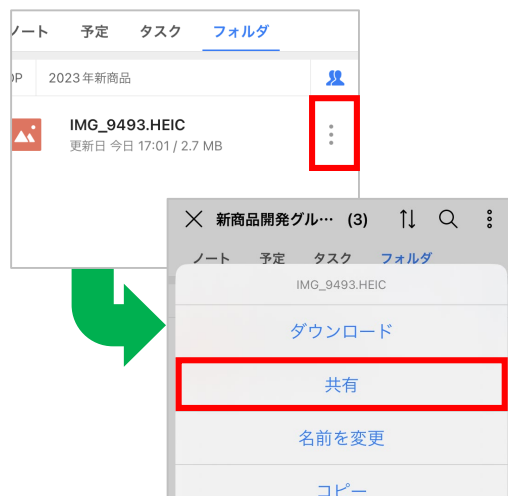 ノート 予定 タスク フォルダ
OP 2023年新商品
IMG_9493.HEIC
更新日 今日 17:01 / 2.7 MB
新商品開発グル… (3)
ノート 予定 タスク フォルダ
IMG_9493.HEIC
ダウンロード
共有
名前を変更
コピー